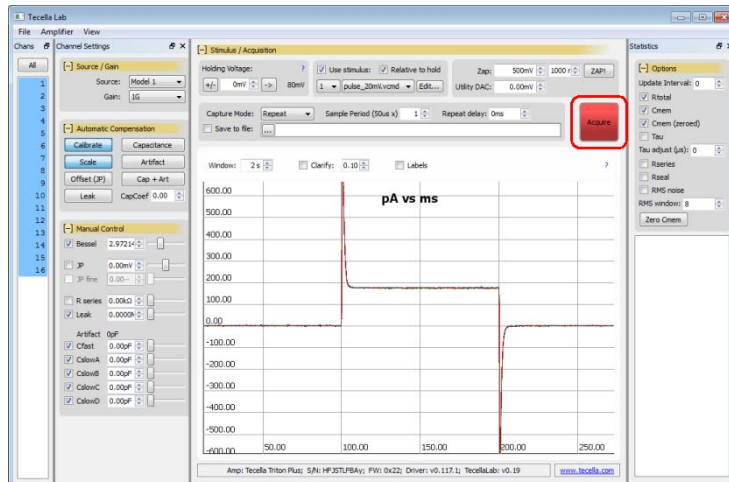 Tecella Lab
File Amplifier View
Chans
All
1
2
3
4
5
6
7
8
9
10
11
12
13
14
15
16
Channel Settings
[-] Source / Gain
Source: Model 1
Gain: 1G
[-] Automatic Compensation
Calibrate Capacitance
Scale Artifact
Offset (JP) Cap + Art
Leak CapCoef 0.00
[-] Manual Control
Bessel 2.9721
JP 0.00mV
JP fine 0.00--
R series 0.00kΩ
Leak 0.0000
Artifact 0pF
Cfast 0.00pF
CslowA 0.00pF
CslowB 0.00pF
CslowC 0.00pF
CslowD 0.00pF
[-] Stimulus / Acquisition
Holding Voltage: ?
+/- 0mV -> 80mV
Use stimulus: Relative to hold
1 pulse_20mV.vcmd Edit...
Zap: 500mV 1000 ZAP!
Utility DAC: 0.00mV
Capture Mode: Repeat Sample Period (50us x) 1 Repeat delay: 0ms
Save to file: ...
Acquire
Window: 2 s Clarify: 0.10 Labels ?
pA vs ms
600.00
500.00
400.00
300.00
200.00
100.00
0.00
-100.00
-200.00
-300.00
-400.00
-500.00
-600.00
50.00 100.00 150.00 200.00 250.00
Amp: Tecella Triton Plus; S/N: HFJSTLFBAy; FW: 0x22; Driver: v0.117.1; TecellaLab: v0.19 www.tecella.com
Statistics
[-] Options
Update Interval: 0
Rtotal
Cmem
Cmem (zeroed)
Tau
Tau adjust (µs): 0
Rseries
Rseal
RMS noise
RMS window: 8
Zero Cmem